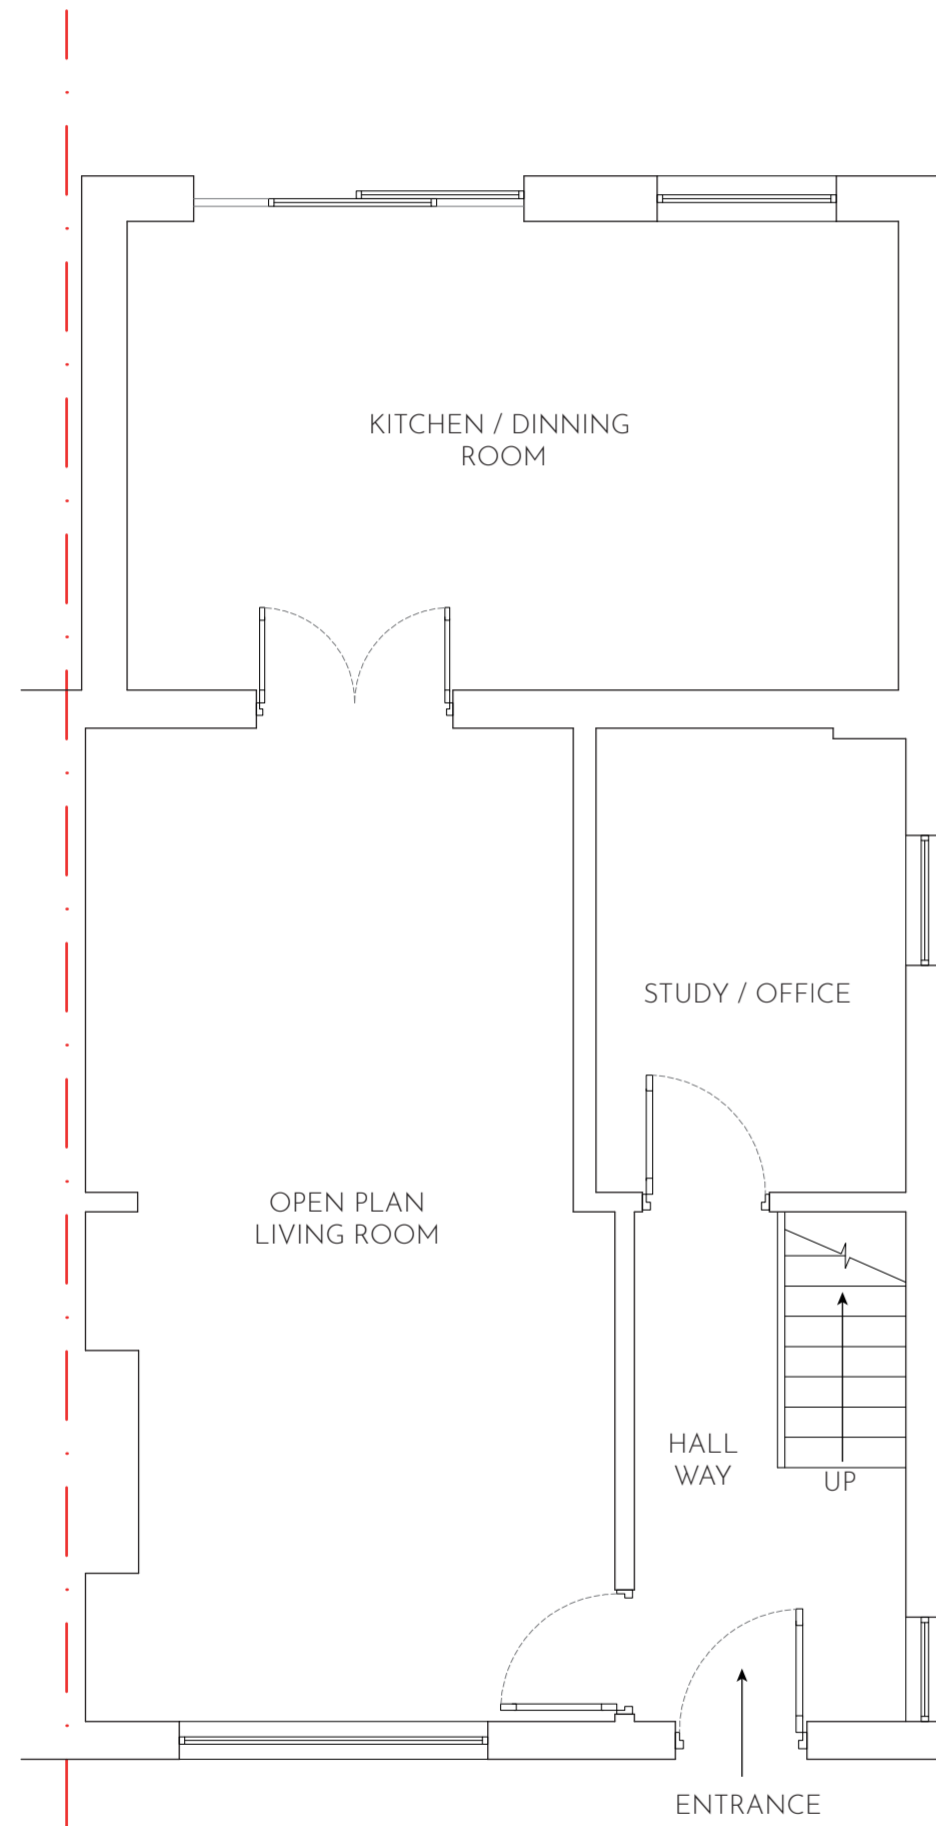 KITCHEN / DINNING
ROOM
STUDY / OFFICE
OPEN PLAN
LIVING ROOM
HALL
WAY
UP
ENTRANCE